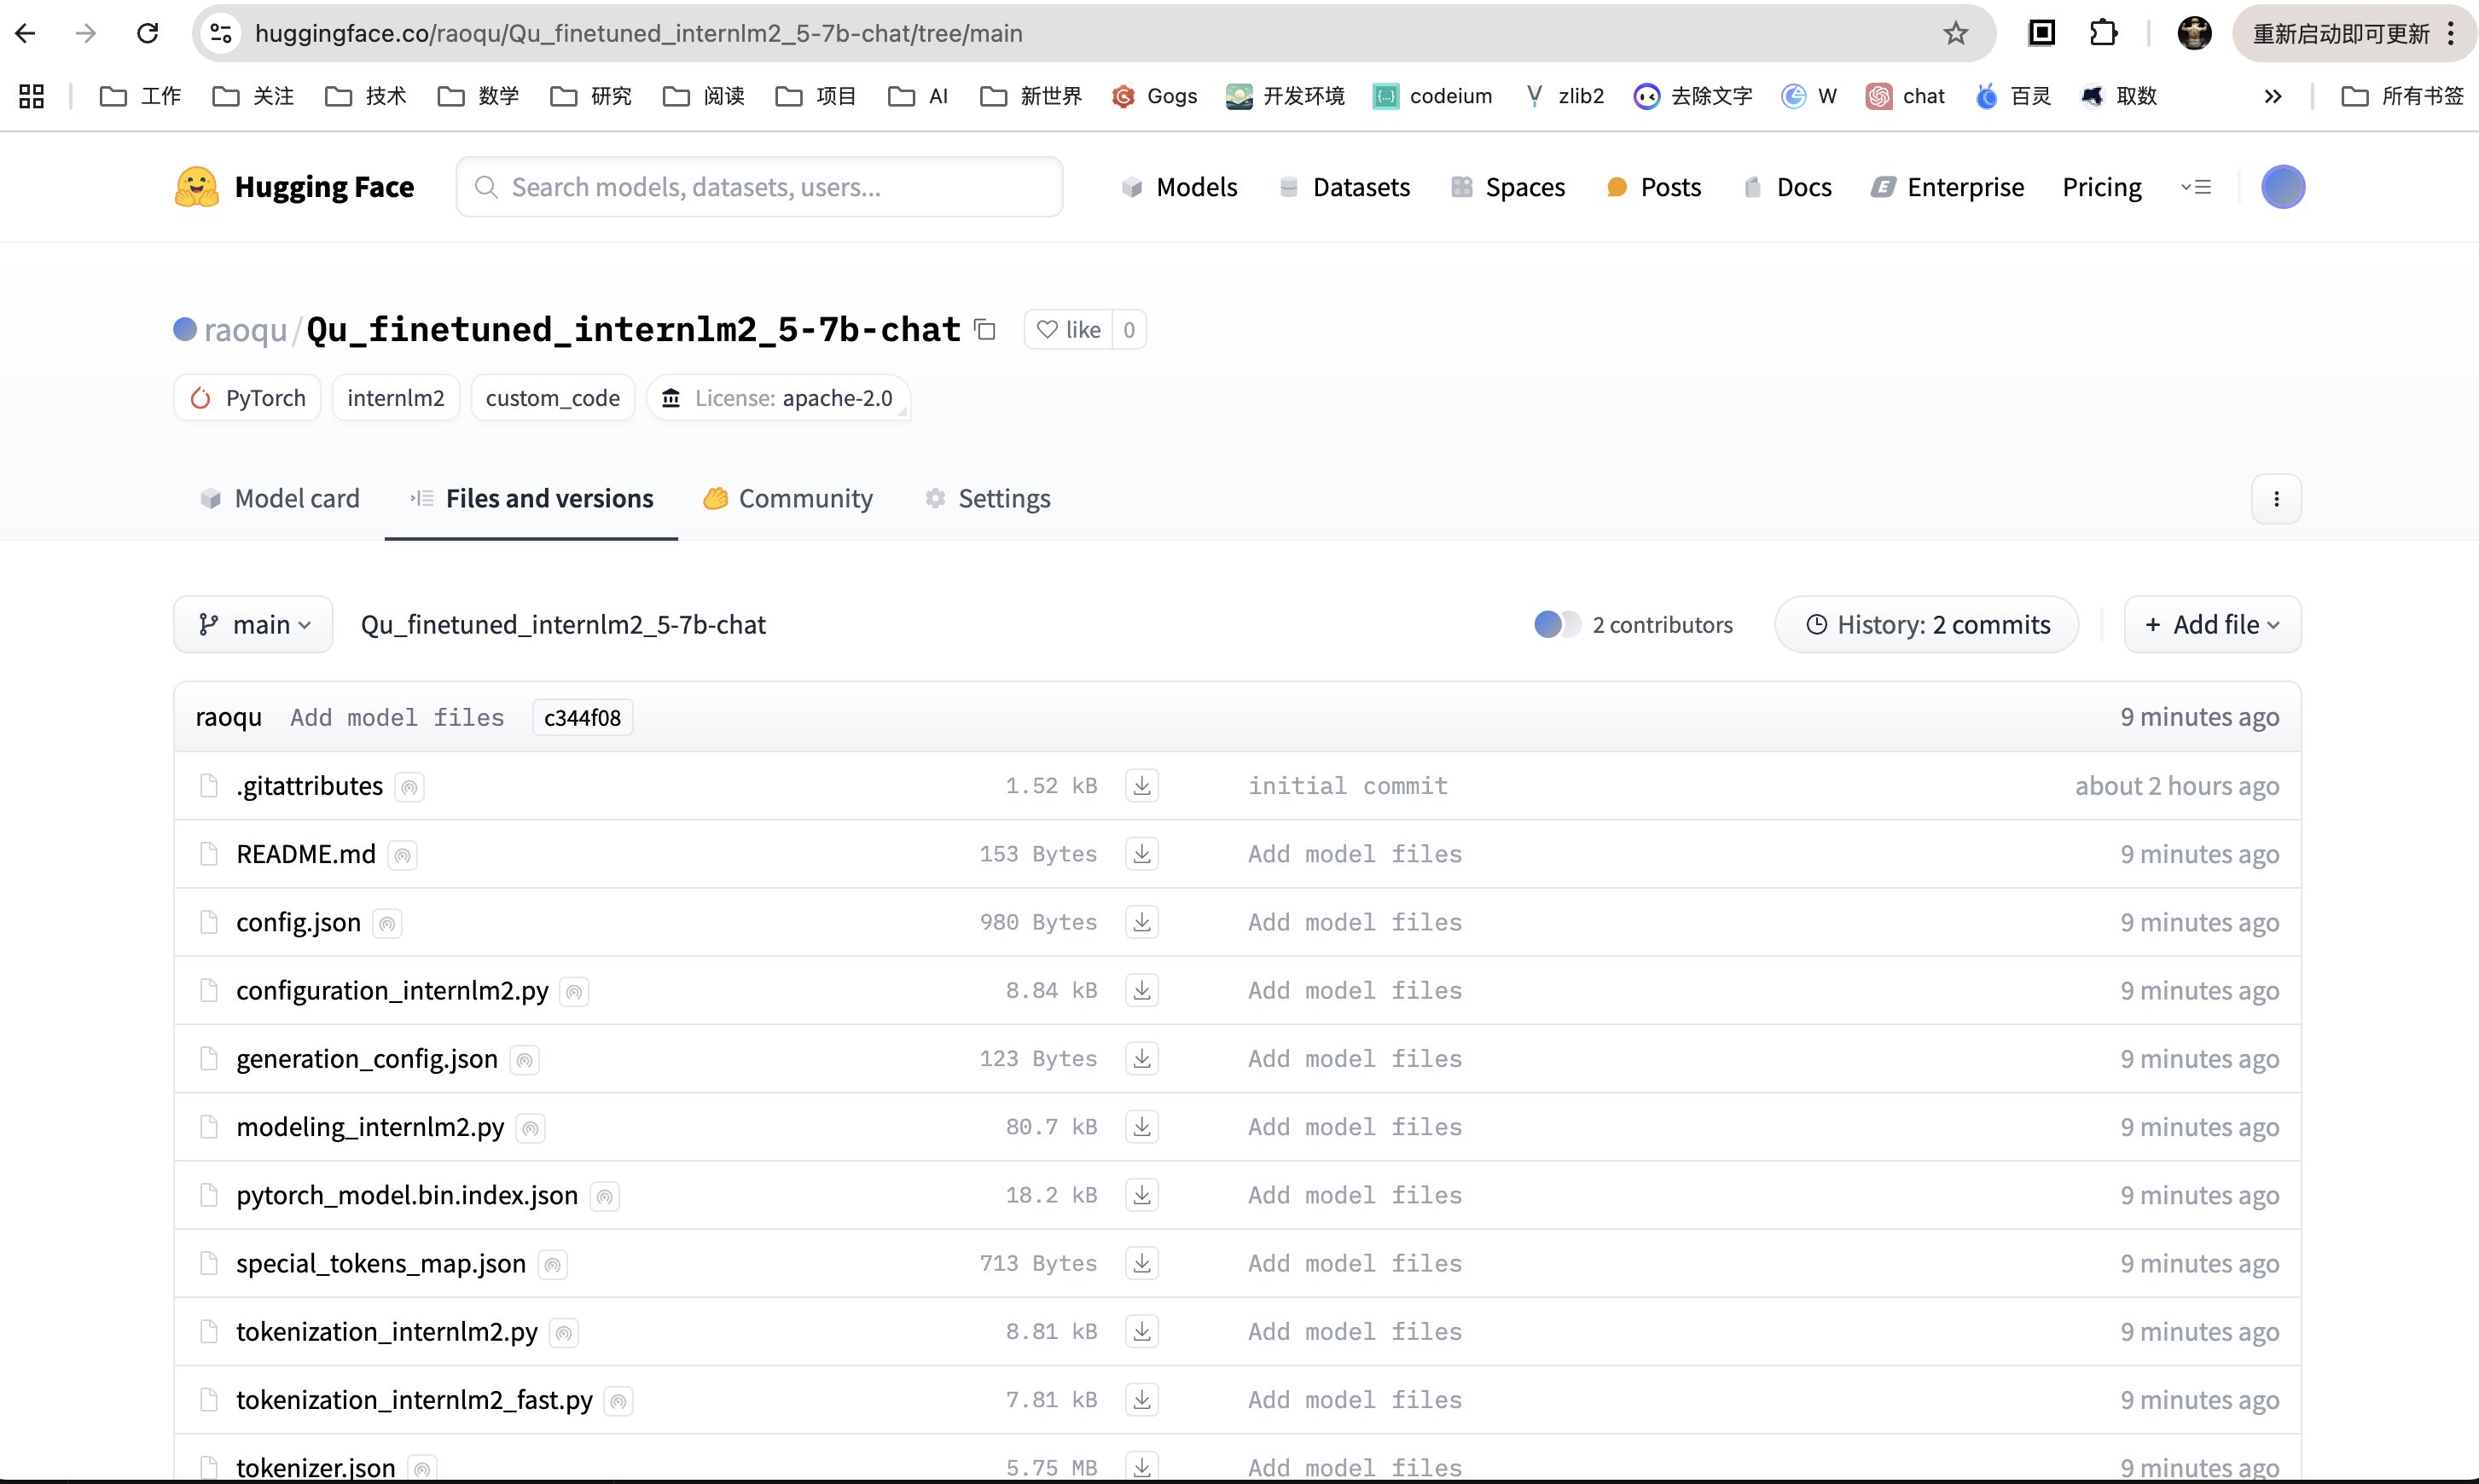 huggingface.co/raoqu/Qu_finetuned_internlm2_5-7b-chat/tree/main
重新启动即可更新
工作 关注 技术 数学 研究 阅读 项目 AI 新世界 Gogs 开发环境 codeium zlib2 去除文字 W chat 百灵 取数 所有书签
Hugging Face Search models, datasets, users... Models Datasets Spaces Posts Docs Enterprise Pricing
raoqu/Qu_finetuned_internlm2_5-7b-chat like 0
PyTorch internlm2 custom_code License: apache-2.0
Model card Files and versions Community Settings
main Qu_finetuned_internlm2_5-7b-chat 2 contributors History: 2 commits + Add file
raoqu Add model files c344f08 9 minutes ago
.gitattributes 1.52 kB initial commit about 2 hours ago
README.md 153 Bytes Add model files 9 minutes ago
config.json 980 Bytes Add model files 9 minutes ago
configuration_internlm2.py 8.84 kB Add model files 9 minutes ago
generation_config.json 123 Bytes Add model files 9 minutes ago
modeling_internlm2.py 80.7 kB Add model files 9 minutes ago
pytorch_model.bin.index.json 18.2 kB Add model files 9 minutes ago
special_tokens_map.json 713 Bytes Add model files 9 minutes ago
tokenization_internlm2.py 8.81 kB Add model files 9 minutes ago
tokenization_internlm2_fast.py 7.81 kB Add model files 9 minutes ago
tokenizer.json 5.75 MB Add model files 9 minutes ago